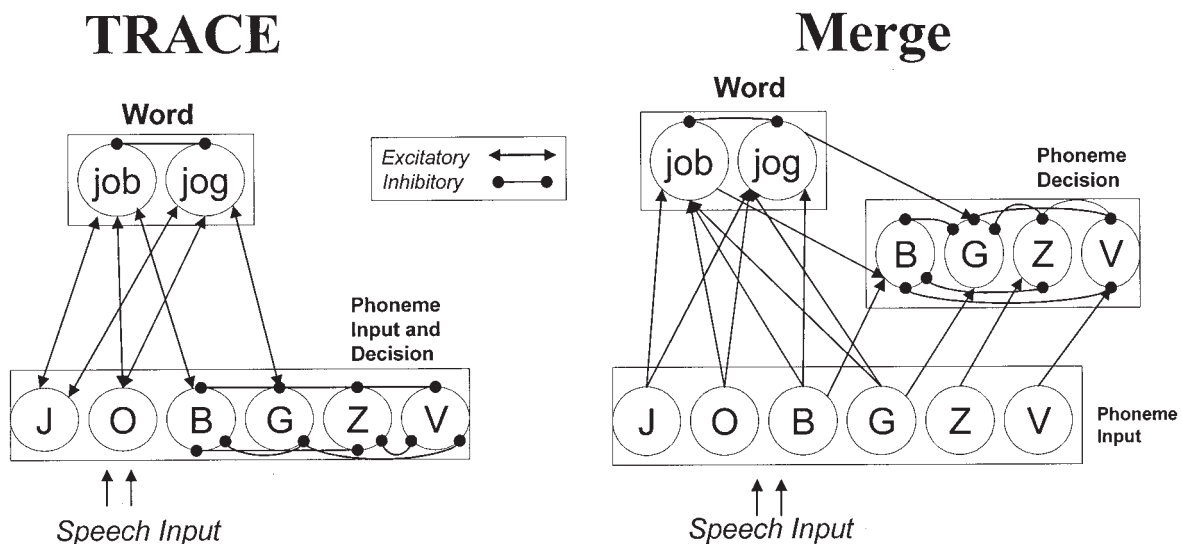 TRACE
Word
job jog
Excitatory
Inhibitory
Phoneme
Input and
Decision
J O B G Z V
Speech Input
Merge
Word
job jog
Phoneme
Decision
B G Z V
J O B G Z V
Phoneme
Input
Speech Input